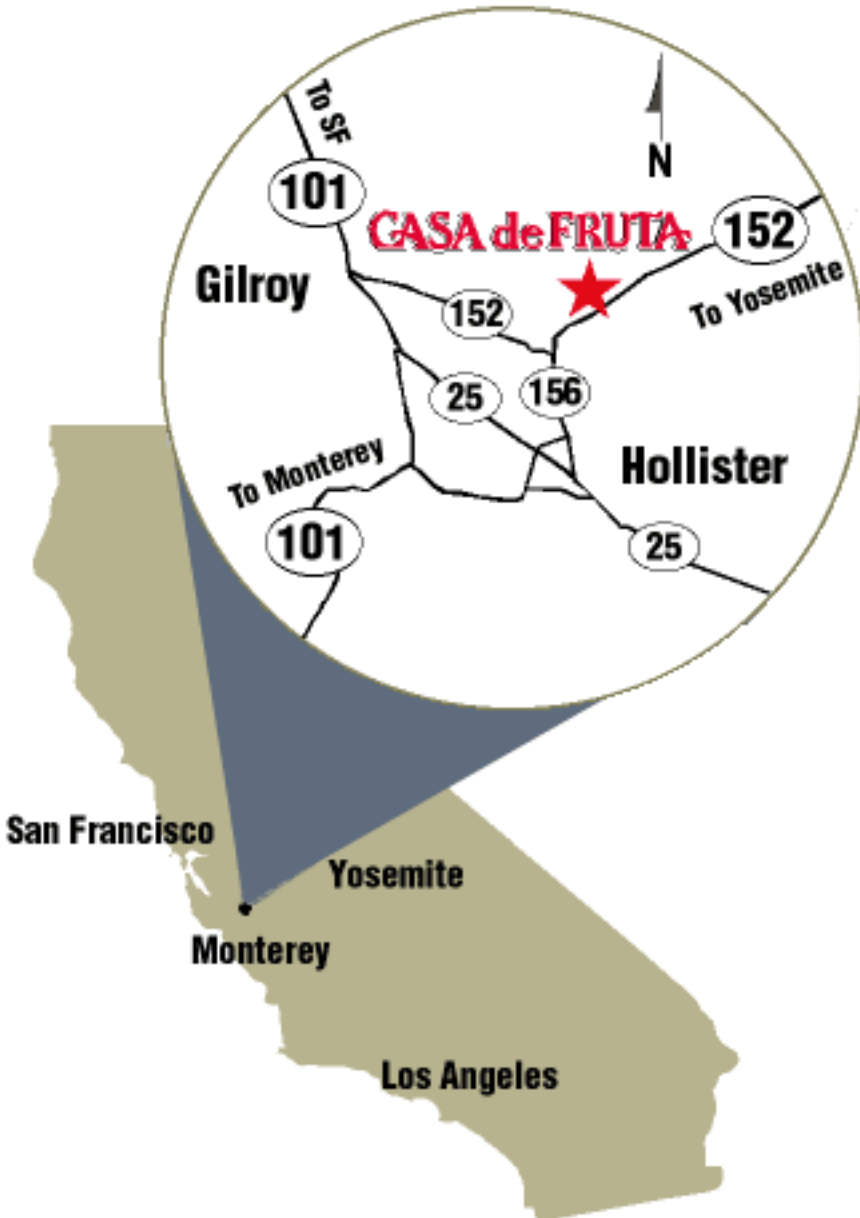 To SF
101
N
CASA de FRUTA
152
Gilroy
To Yosemite
152
25
156
To Monterey
Hollister
101
25
San Francisco
Yosemite
Monterey
Los Angeles